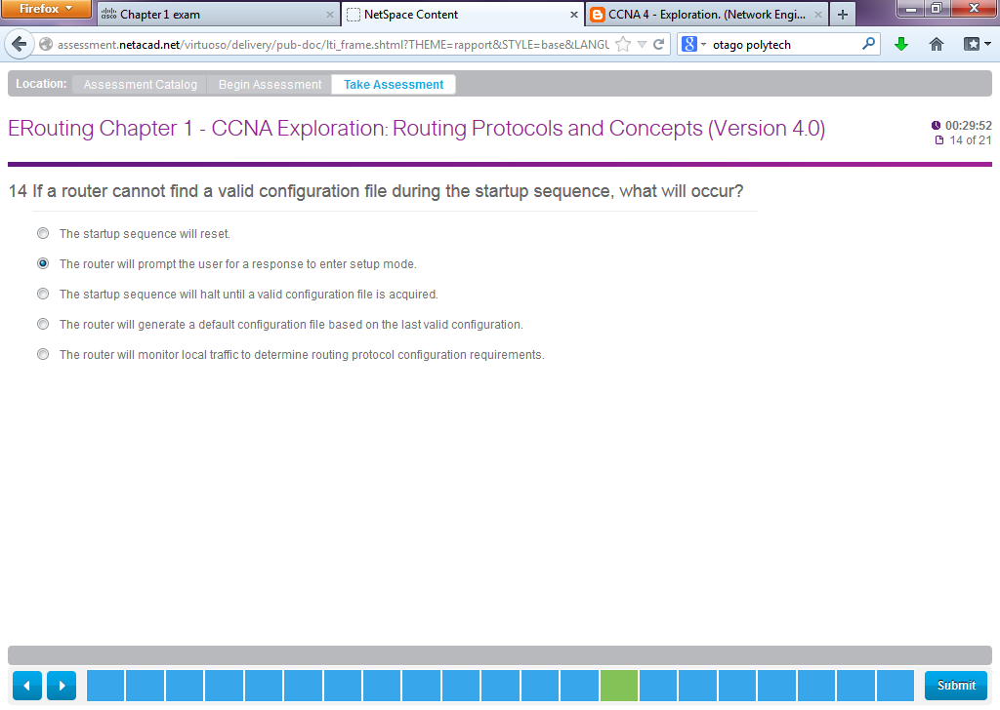 Firefox
Chapter 1 exam
NetSpace Content
CCNA 4 - Exploration. (Network Engi...
assessment.netacad.net/virtuoso/delivery/pub-doc/lti_frame.shtml?THEME=rapport&STYLE=base&LANGU
otago polytech
Location: Assessment Catalog Begin Assessment Take Assessment
ERouting Chapter 1 - CCNA Exploration: Routing Protocols and Concepts (Version 4.0)
00:29:52
14 of 21
14 If a router cannot find a valid configuration file during the startup sequence, what will occur?
The startup sequence will reset.
The router will prompt the user for a response to enter setup mode.
The startup sequence will halt until a valid configuration file is acquired.
The router will generate a default configuration file based on the last valid configuration.
The router will monitor local traffic to determine routing protocol configuration requirements.
Submit